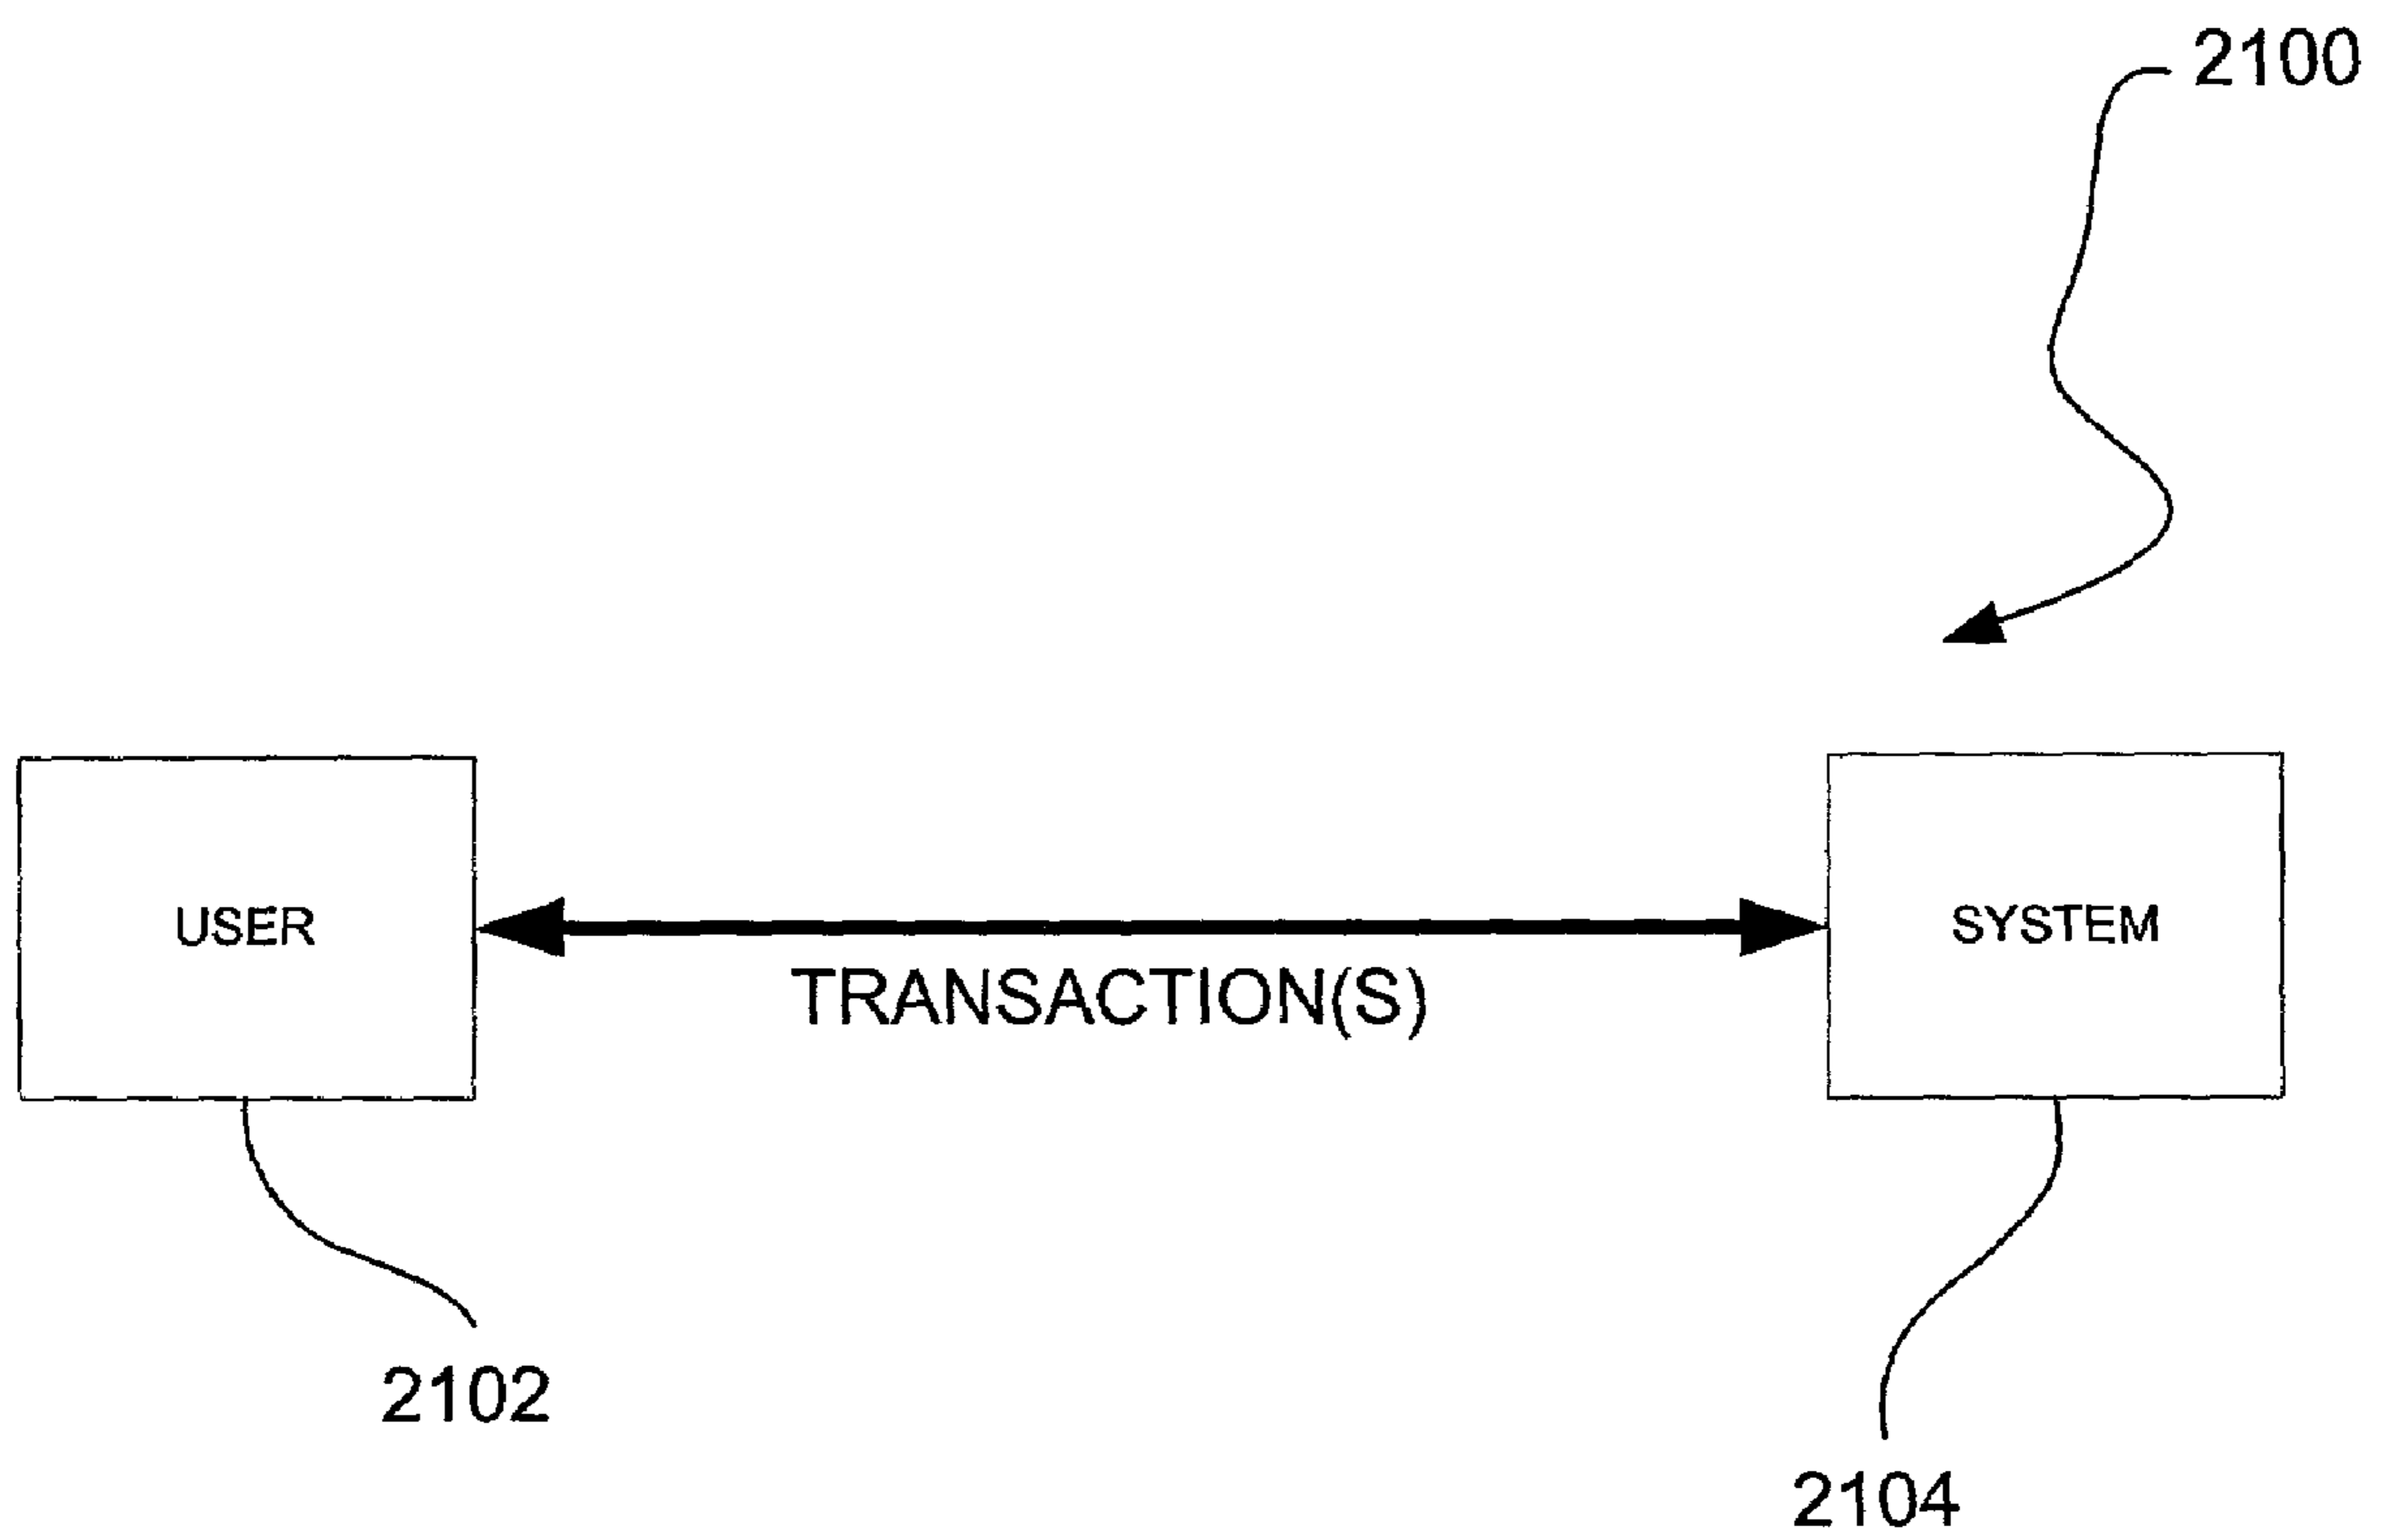 2100
USER
SYSTEM
TRANSACTION(S)
2102
2104